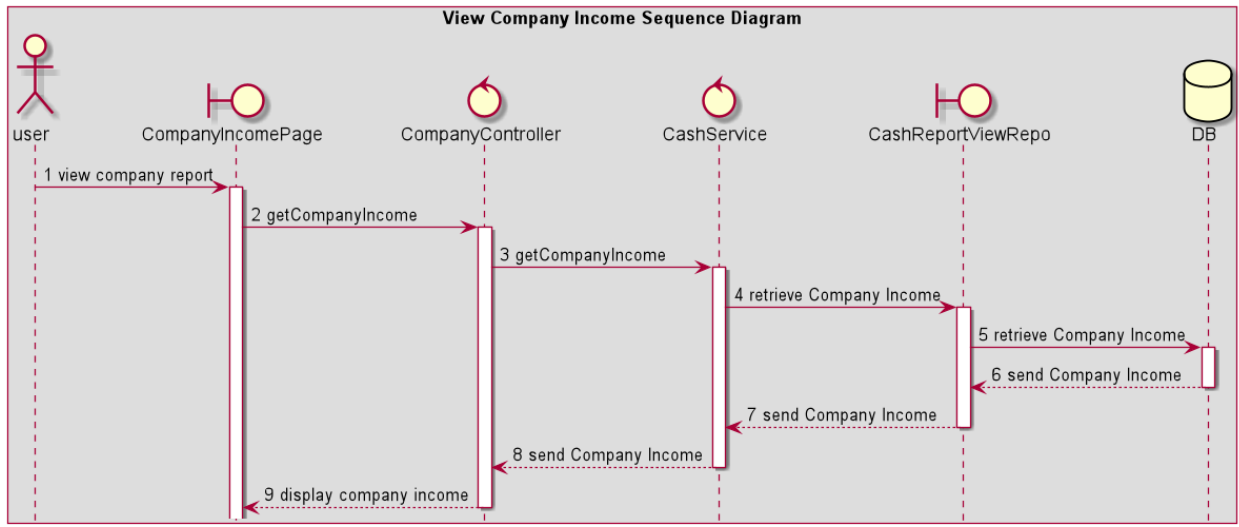 View Company Income Sequence Diagram
user
CompanyIncomePage
CompanyController
CashService
CashReportViewRepo
DB
1 view company report
2 getCompanyIncome
3 getCompanyIncome
4 retrieve Company Income
5 retrieve Company Income
6 send Company Income
7 send Company Income
8 send Company Income
9 display company income